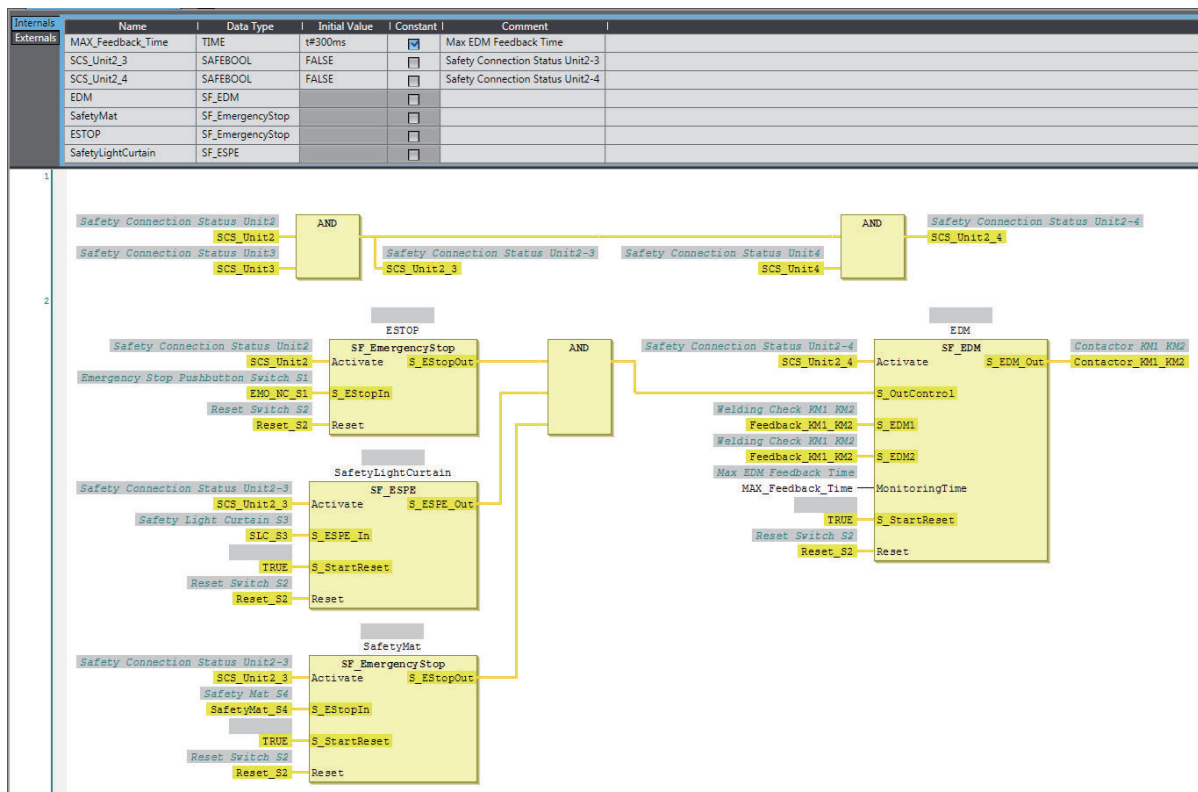 Internals
Externals
Name Data Type Initial Value Constant Comment
MAX_Feedback_Time TIME t#300ms Max EDM Feedback Time
SCS_Unit2_3 SAFEBOOL FALSE Safety Connection Status Unit2-3
SCS_Unit2_4 SAFEBOOL FALSE Safety Connection Status Unit2-4
EDM SF_EDM
SafetyMat SF_EmergencyStop
ESTOP SF_EmergencyStop
SafetyLightCurtain SF_ESPE
1
Safety Connection Status Unit2
SCS_Unit2
Safety Connection Status Unit3
SCS_Unit3
AND
Safety Connection Status Unit2-3
SCS_Unit2_3
Safety Connection Status Unit4
SCS_Unit4
AND
Safety Connection Status Unit2-4
SCS_Unit2_4
2
ESTOP
SF_EmergencyStop
Safety Connection Status Unit2
SCS_Unit2 Activate S_EStopOut
Emergency Stop Pushbutton Switch S1
EMO_NC_S1 S_EStopIn
Reset Switch S2
Reset_S2 Reset
AND
SafetyLightCurtain
SF_ESPE
Safety Connection Status Unit2-3
SCS_Unit2_3 Activate S_ESPE_Out
Safety Light Curtain S3
SLC_S3 S_ESPE_In
TRUE S_StartReset
Reset Switch S2
Reset_S2 Reset
SafetyMat
SF_EmergencyStop
Safety Connection Status Unit2-3
SCS_Unit2_3 Activate S_EStopOut
Safety Mat S4
SafetyMat_S4 S_EStopIn
TRUE S_StartReset
Reset Switch S2
Reset_S2 Reset
EDM
SF_EDM
Safety Connection Status Unit2-4
SCS_Unit2_4 Activate S_EDM_Out
Contactor KM1 KM2
Contactor_KM1_KM2
S_OutControl
Welding Check KM1 KM2
Feedback_KM1_KM2 S_EDM1
Welding Check KM1 KM2
Feedback_KM1_KM2 S_EDM2
Max EDM Feedback Time
MAX_Feedback_Time MonitoringTime
TRUE S_StartReset
Reset Switch S2
Reset_S2 Reset